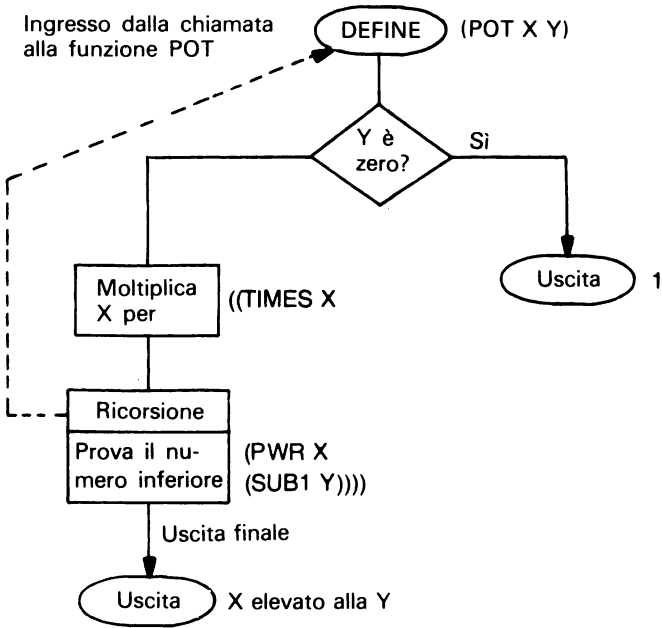 Ingresso dalla chiamata
alla funzione POT
DEFINE (POT X Y)
Y è
zero?
Sì
Uscita 1
Moltiplica
X per
((TIMES X
Ricorsione
Prova il nu-
mero inferiore
(PWR X
(SUB1 Y))))
Uscita finale
Uscita X elevato alla Y